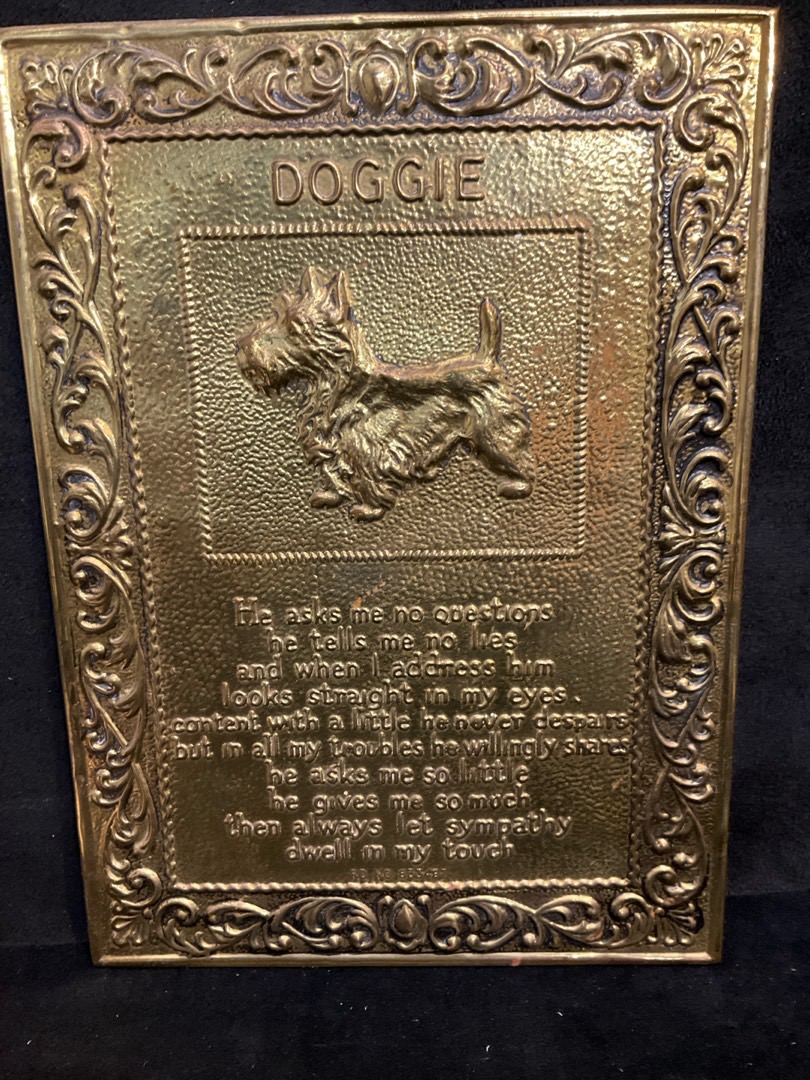 DOGGIE
He asks me no questions
he tells me no lies
and when I address him
looks straight in my eyes.
content with a little he never despairs
but in all my troubles he willingly shares
he asks me so little
he gives me so much
then always let sympathy
dwell in my touch
RD NO